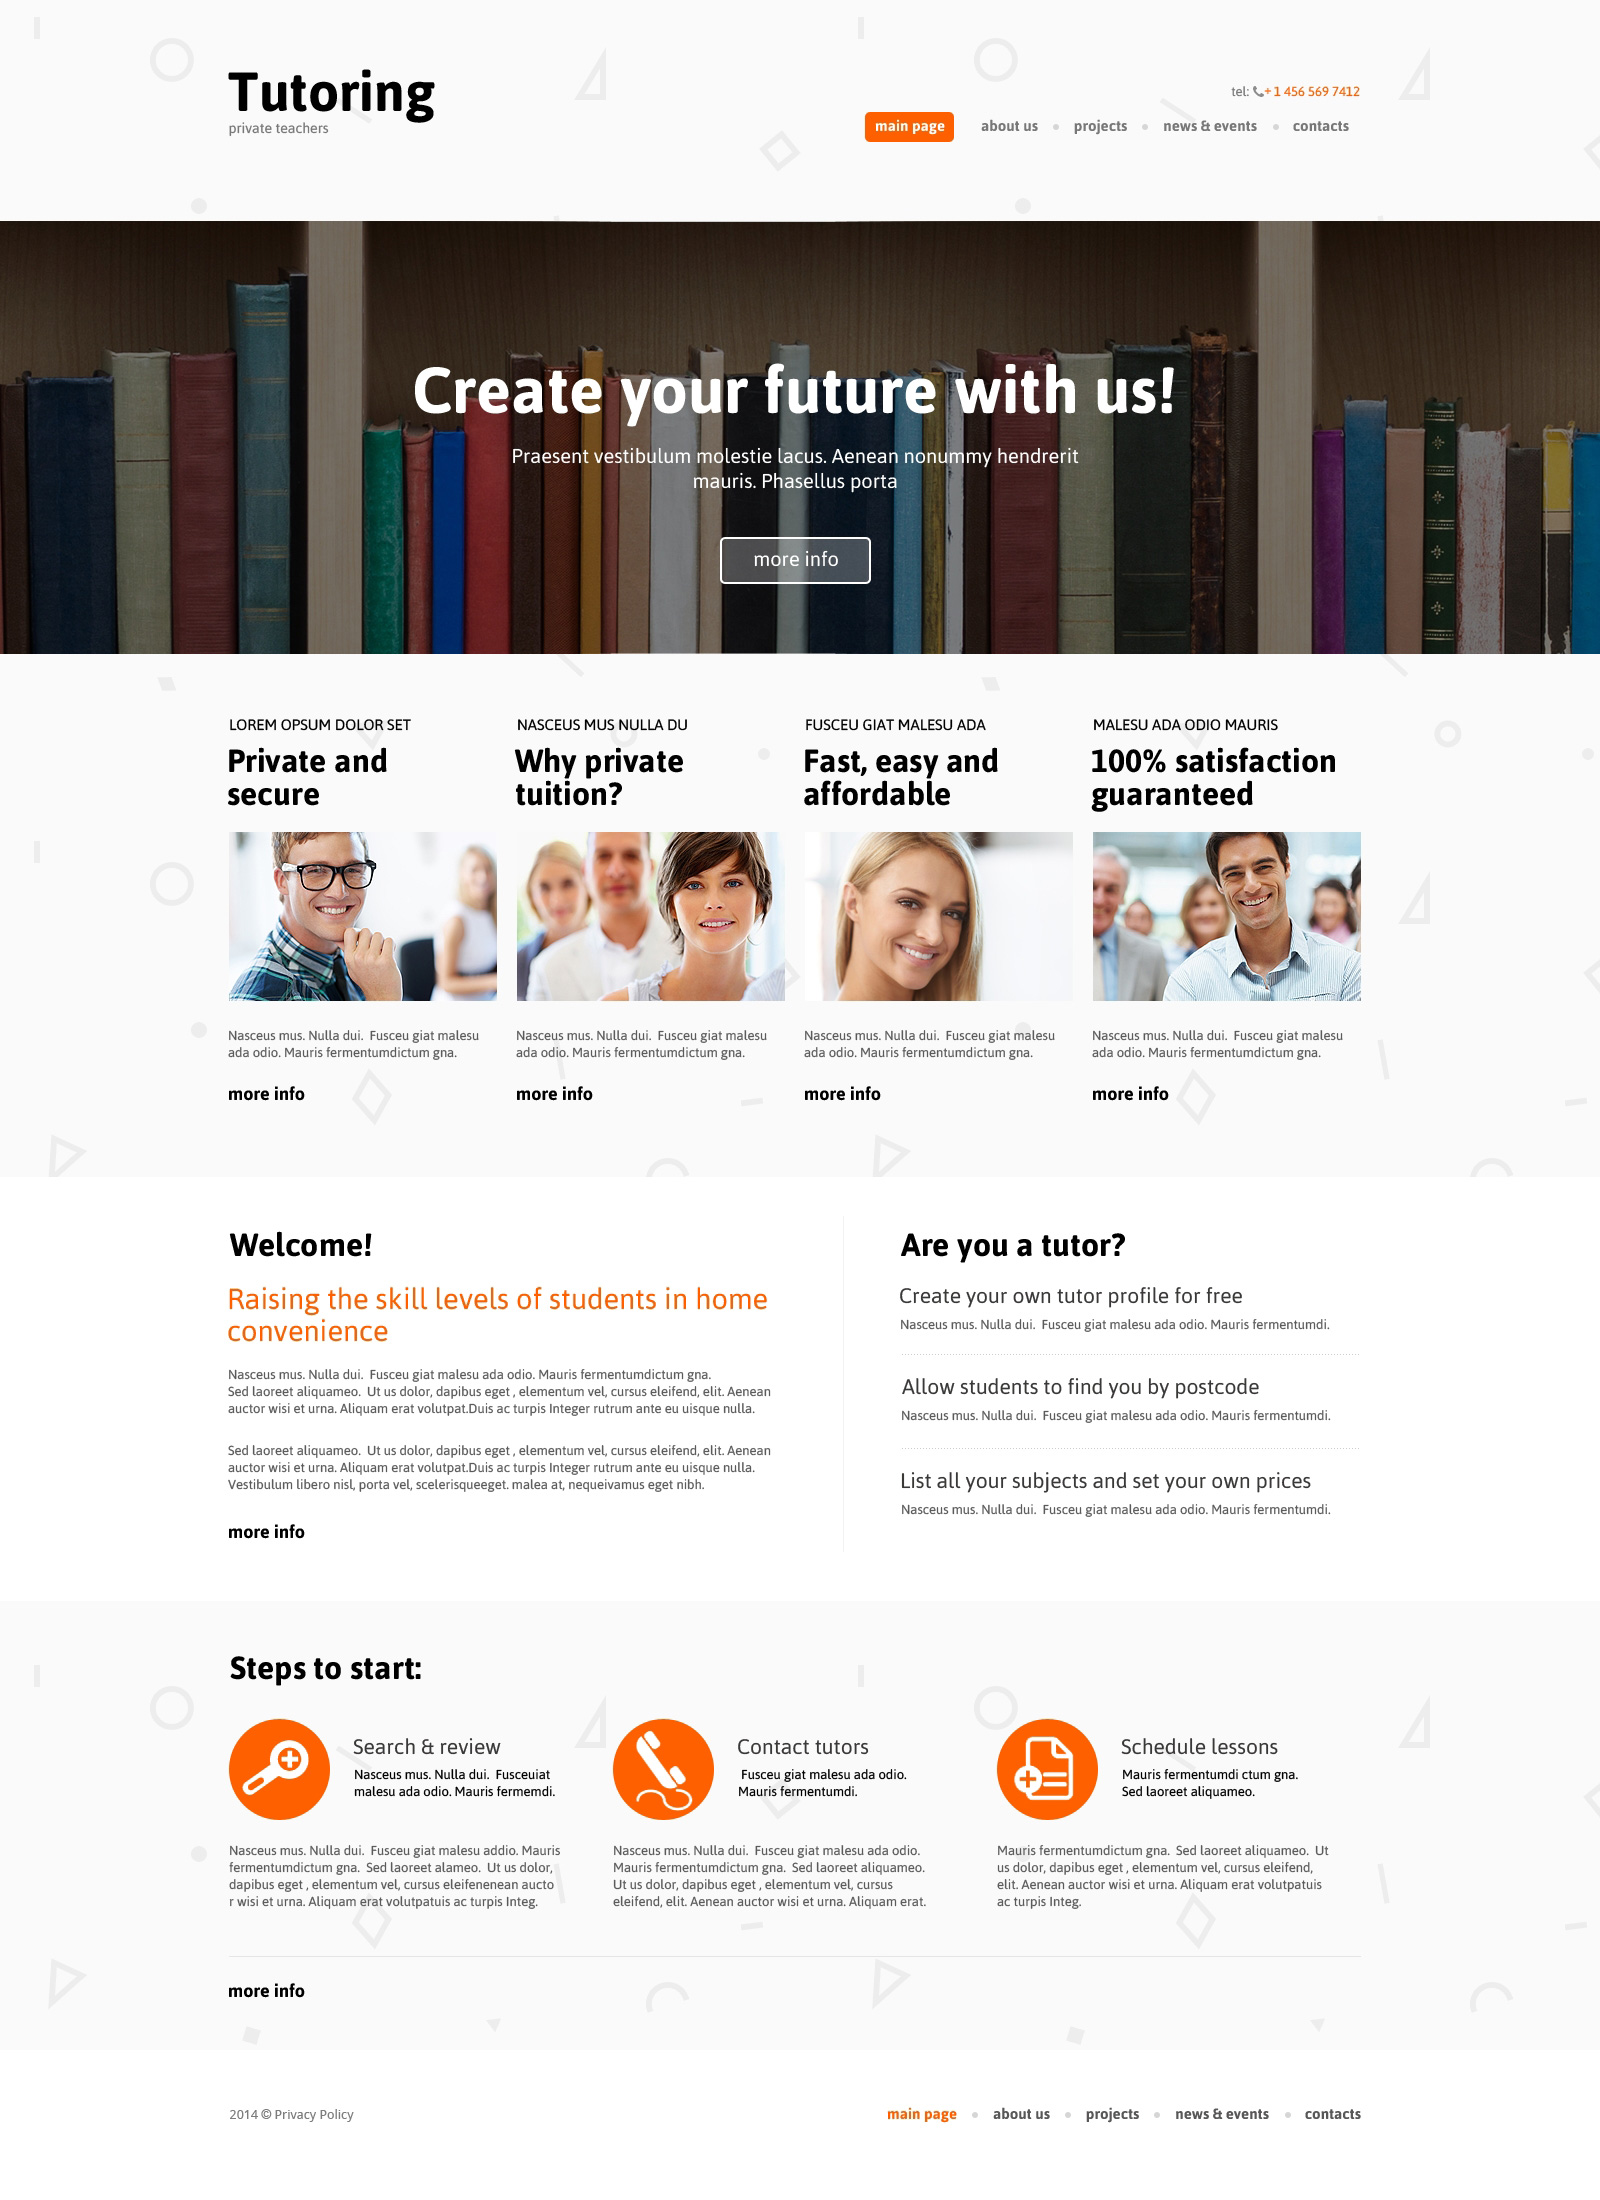 Tutoring
private teachers
tel: + 1 456 569 7412
main page about us projects news & events contacts
Create your future with us!
Praesent vestibulum molestie lacus. Aenean nonummy hendrerit
mauris. Phasellus porta
more info
LOREM OPSUM DOLOR SET
Private and
secure
Nasceus mus. Nulla dui. Fusceu giat malesu
ada odio. Mauris fermentumdictum gna.
more info
NASCEUS MUS NULLA DU
Why private
tuition?
Nasceus mus. Nulla dui. Fusceu giat malesu
ada odio. Mauris fermentumdictum gna.
more info
FUSCEU GIAT MALESU ADA
Fast, easy and
affordable
Nasceus mus. Nulla dui. Fusceu giat malesu
ada odio. Mauris fermentumdictum gna.
more info
MALESU ADA ODIO MAURIS
100% satisfaction
guaranteed
Nasceus mus. Nulla dui. Fusceu giat malesu
ada odio. Mauris fermentumdictum gna.
more info
Welcome!
Raising the skill levels of students in home
convenience
Nasceus mus. Nulla dui. Fusceu giat malesu ada odio. Mauris fermentumdictum gna.
Sed laoreet aliquameo. Ut us dolor, dapibus eget , elementum vel, cursus eleifend, elit. Aenean
auctor wisi et urna. Aliquam erat volutpat.Duis ac turpis Integer rutrum ante eu uisque nulla.
Sed laoreet aliquameo. Ut us dolor, dapibus eget , elementum vel, cursus eleifend, elit. Aenean
auctor wisi et urna. Aliquam erat volutpat.Duis ac turpis Integer rutrum ante eu uisque nulla.
Vestibulum libero nisl, porta vel, scelerisqueeget. malea at, nequeivamus eget nibh.
more info
Are you a tutor?
Create your own tutor profile for free
Nasceus mus. Nulla dui. Fusceu giat malesu ada odio. Mauris fermentumdi.
Allow students to find you by postcode
Nasceus mus. Nulla dui. Fusceu giat malesu ada odio. Mauris fermentumdi.
List all your subjects and set your own prices
Nasceus mus. Nulla dui. Fusceu giat malesu ada odio. Mauris fermentumdi.
Steps to start:
Search & review
Nasceus mus. Nulla dui. Fusceuiat
malesu ada odio. Mauris fermemdi.
Nasceus mus. Nulla dui. Fusceu giat malesu addio. Mauris
fermentumdictum gna. Sed laoreet alameo. Ut us dolor,
dapibus eget , elementum vel, cursus eleifenenean aucto
r wisi et urna. Aliquam erat volutpatuis ac turpis Integ.
Contact tutors
Fusceu giat malesu ada odio.
Mauris fermentumdi.
Nasceus mus. Nulla dui. Fusceu giat malesu ada odio.
Mauris fermentumdictum gna. Sed laoreet aliquameo.
Ut us dolor, dapibus eget , elementum vel, cursus
eleifend, elit. Aenean auctor wisi et urna. Aliquam erat.
Schedule lessons
Mauris fermentumdi ctum gna.
Sed laoreet aliquameo.
Mauris fermentumdictum gna. Sed laoreet aliquameo. Ut
us dolor, dapibus eget , elementum vel, cursus eleifend,
elit. Aenean auctor wisi et urna. Aliquam erat volutpatuis
ac turpis Integ.
more info
2014 © Privacy Policy
main page about us projects news & events contacts